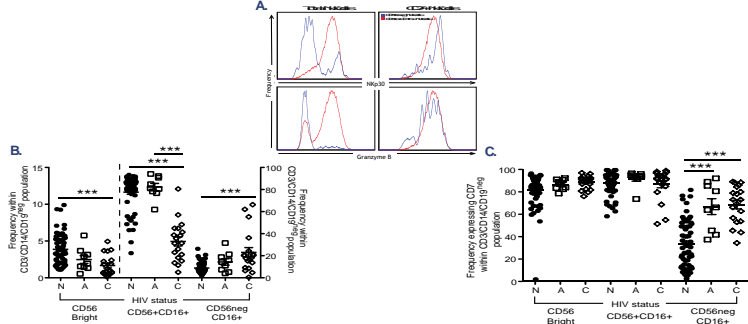 A.
Frequency
NKp30
Granzyme B
B.
***
***
***
***
15
10
5
0
100
80
60
40
20
0
Frequency within
CD3/CD14/CD19neg population
Frequency within
CD3/CD14/CD19neg
population
N A C N A C N A C
HIV status
CD56
Bright
CD56+CD16+
CD56neg
CD16+
C.
***
***
100
80
60
40
20
0
Frequency expressing CD7
within CD3/CD14/CD19neg
population
N A C N A C N A C
HIV status
CD56
Bright
CD56+CD16+
CD56neg
CD16+